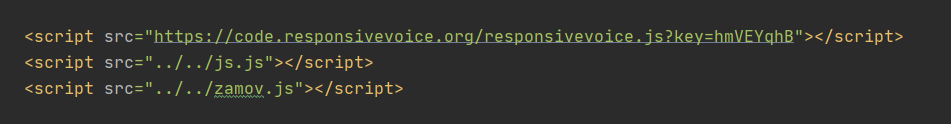 <script src="https://code.responsivevoice.org/responsivevoice.js?key=hmVEYqhB"></script>
<script src="../../js.js"></script>
<script src="../../zamov.js"></script>